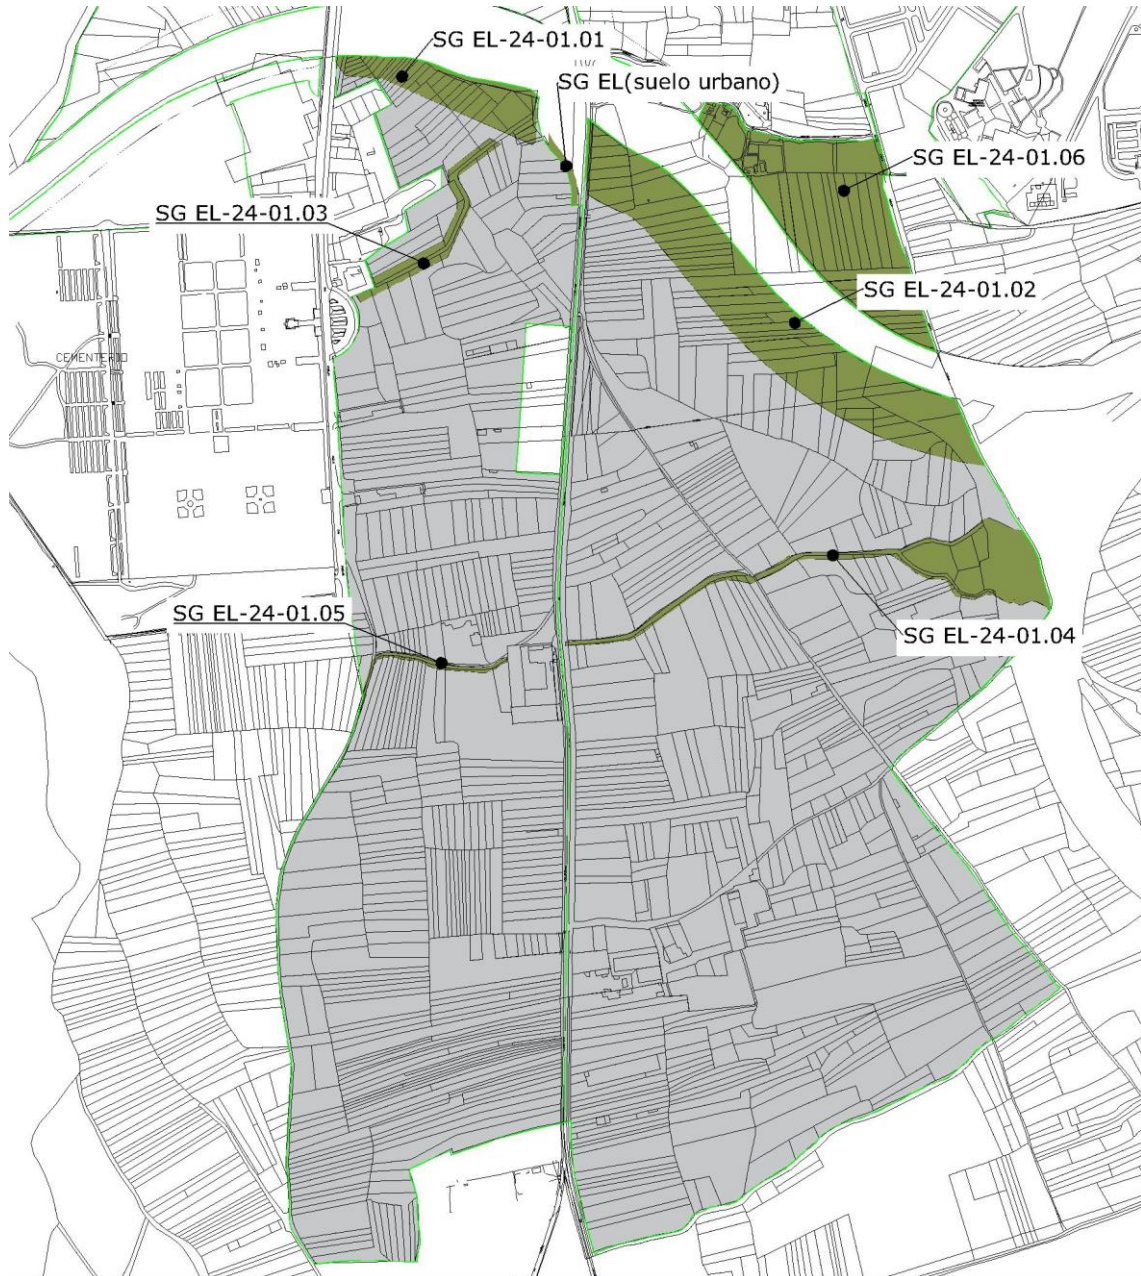 SG EL-24-01.01
SG EL(suelo urbano)
SG EL-24-01.06
SG EL-24-01.03
SG EL-24-01.02
CEMENTERIO
SG EL-24-01.05
SG EL-24-01.04